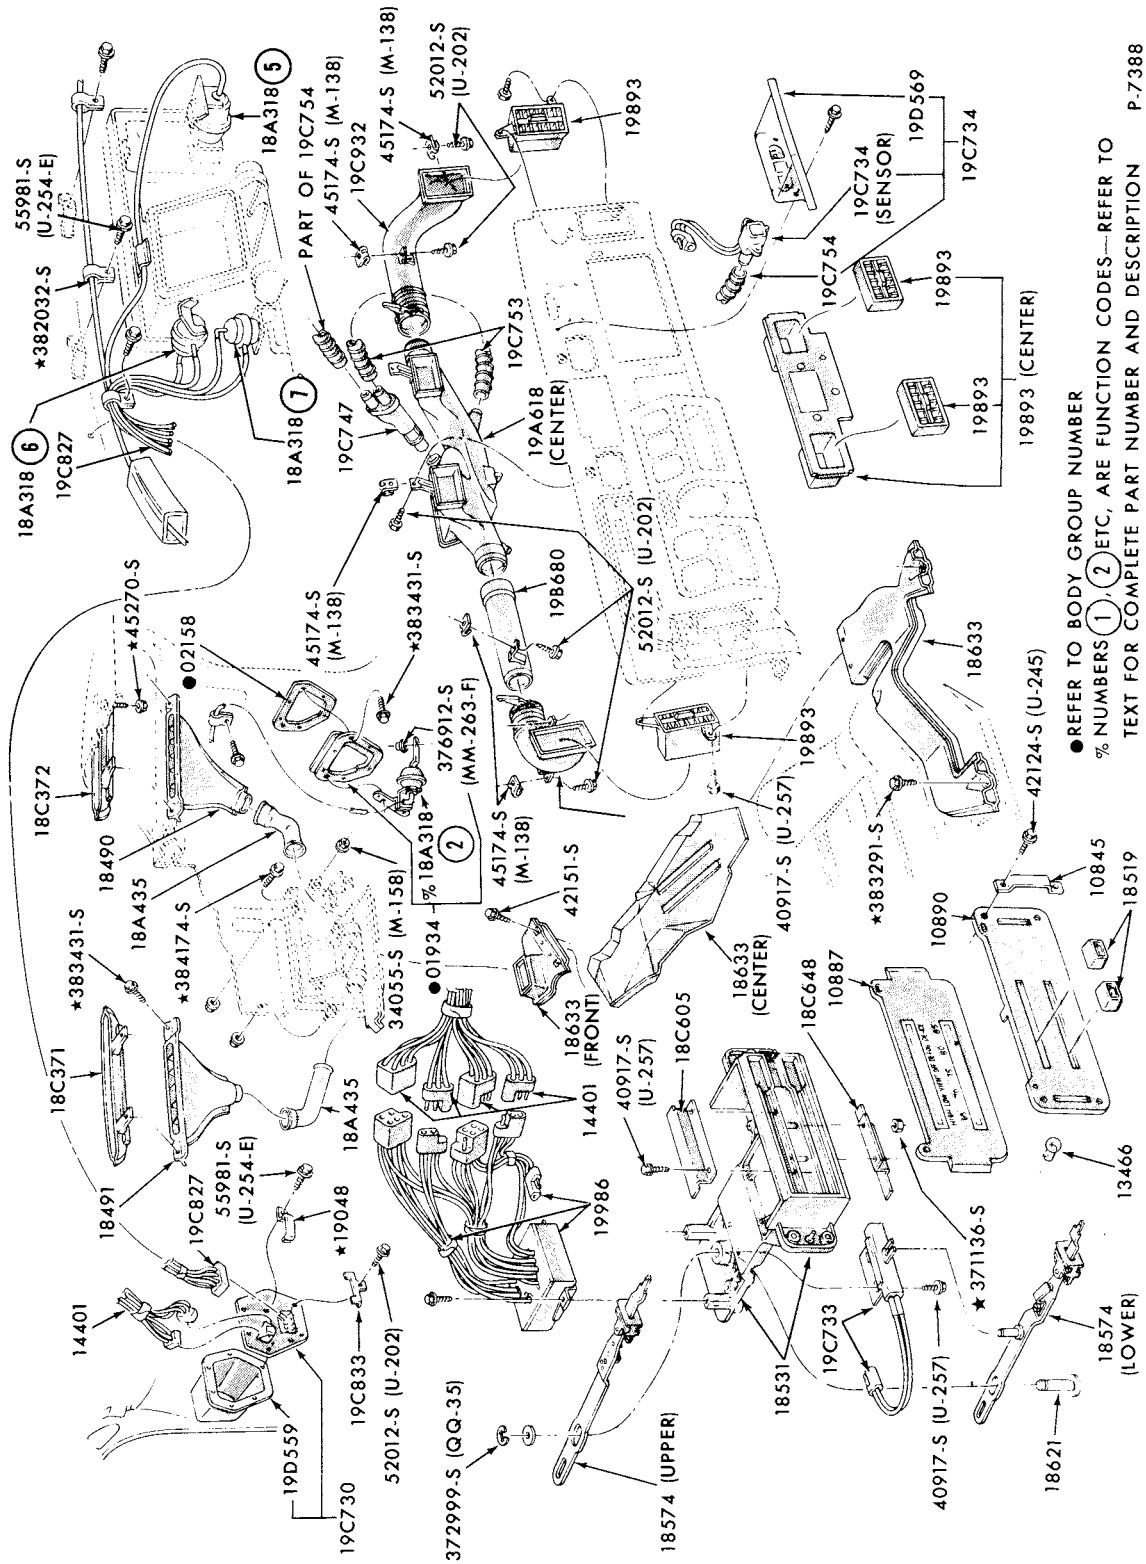 55981-S
(U-254-E)
★382032-S
18A318 (6)
19C827
18A318 (7)
18A318 (5)
PART OF 19C754
45174-S (M-138)
19C932
45174-S (M-138)
52012-S
(U-202)
19893
19C753
19C747
19A618
(CENTER)
45174-S
(M-138)
★383431-S
19B680
52012-S (U-202)
376912-S
(MM-263-F)
45174-S
(M-138)
● 02158
★45270-S
18C372
18490
18A435
★384174-S
★383431-S
18C371
18491
18A435
34055-S (M-158)
% 18A318
(2)
●01934
42151-S
18633
(FRONT)
19C827
55981-S
(U-254-E)
★19048
14401
19D559
19C730
19C833
52012-S (U-202)
14401
19986
372999-S (QQ-35)
18574 (UPPER)
18633
(CENTER)
40917-S (U-257)
19893
18633
★383291-S
42124-S (U-245)
18C605
40917-S
(U-257)
18C648
10887
10890
10845
18519
13466
★ 371136-S
18531
19C733
40917-S (U-257)
18574
(LOWER)
18621
19C754
19C734
(SENSOR)
19D569
19C734
19893
19893
19893 (CENTER)
●REFER TO BODY GROUP NUMBER
% NUMBERS (1), (2) ETC, ARE FUNCTION CODES—REFER TO
TEXT FOR COMPLETE PART NUMBER AND DESCRIPTION P-7388